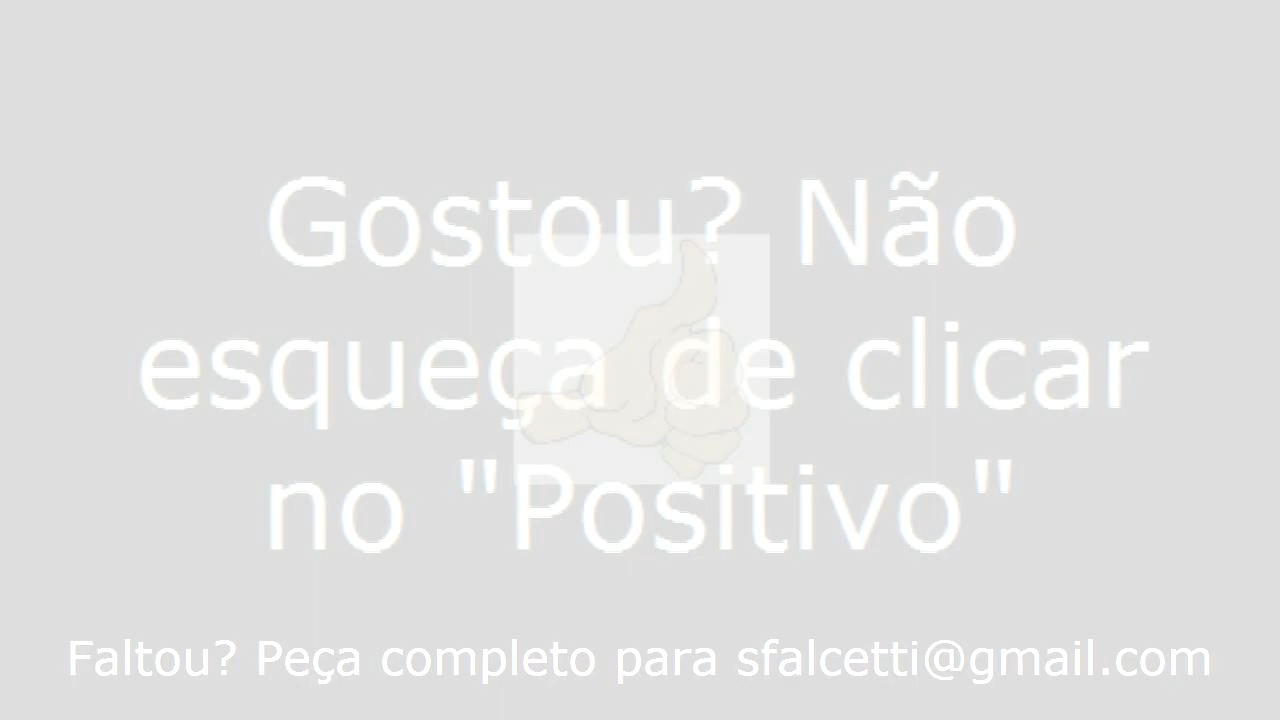 Gostou? Não
esqueça de clicar
no "Positivo"
Faltou? Peça completo para sfalcetti@gmail.com